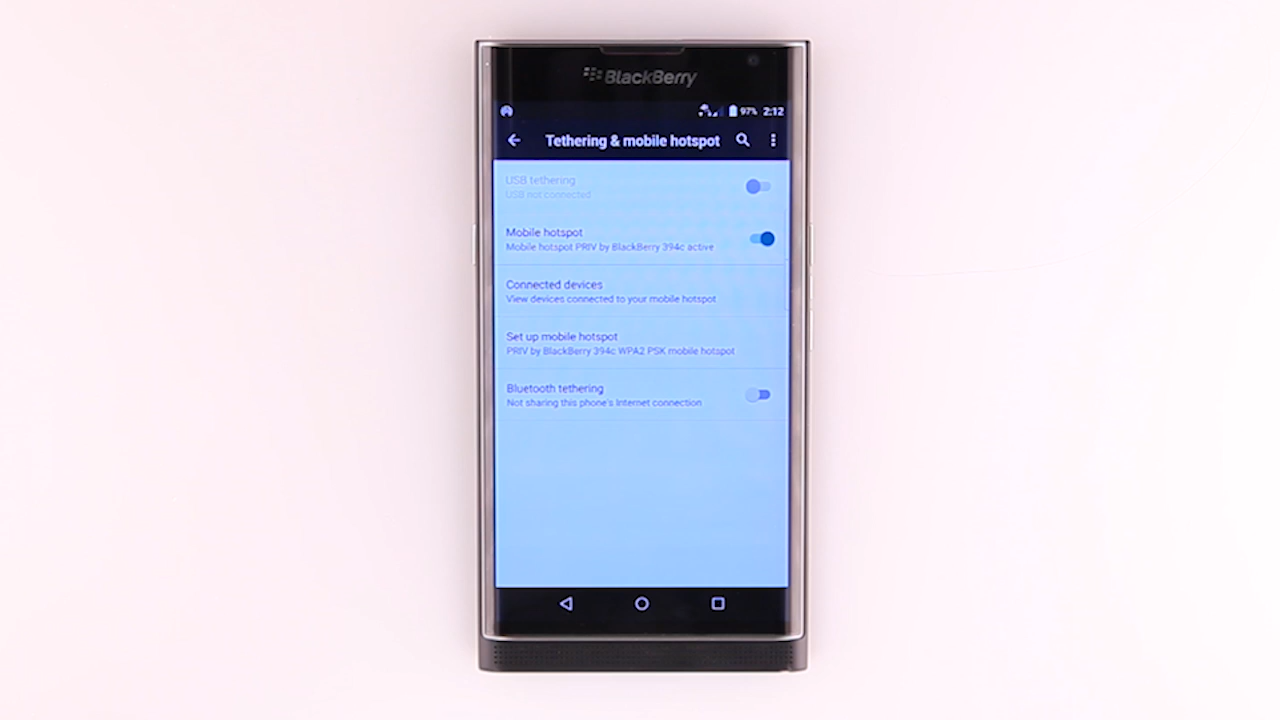 BlackBerry
97% 2:12
Tethering & mobile hotspot
USB tethering
USB not connected
Mobile hotspot
Mobile hotspot PRIV by BlackBerry 394c active
Connected devices
View devices connected to your mobile hotspot
Set up mobile hotspot
PRIV by BlackBerry 394c WPA2 PSK mobile hotspot
Bluetooth tethering
Not sharing this phone's Internet connection